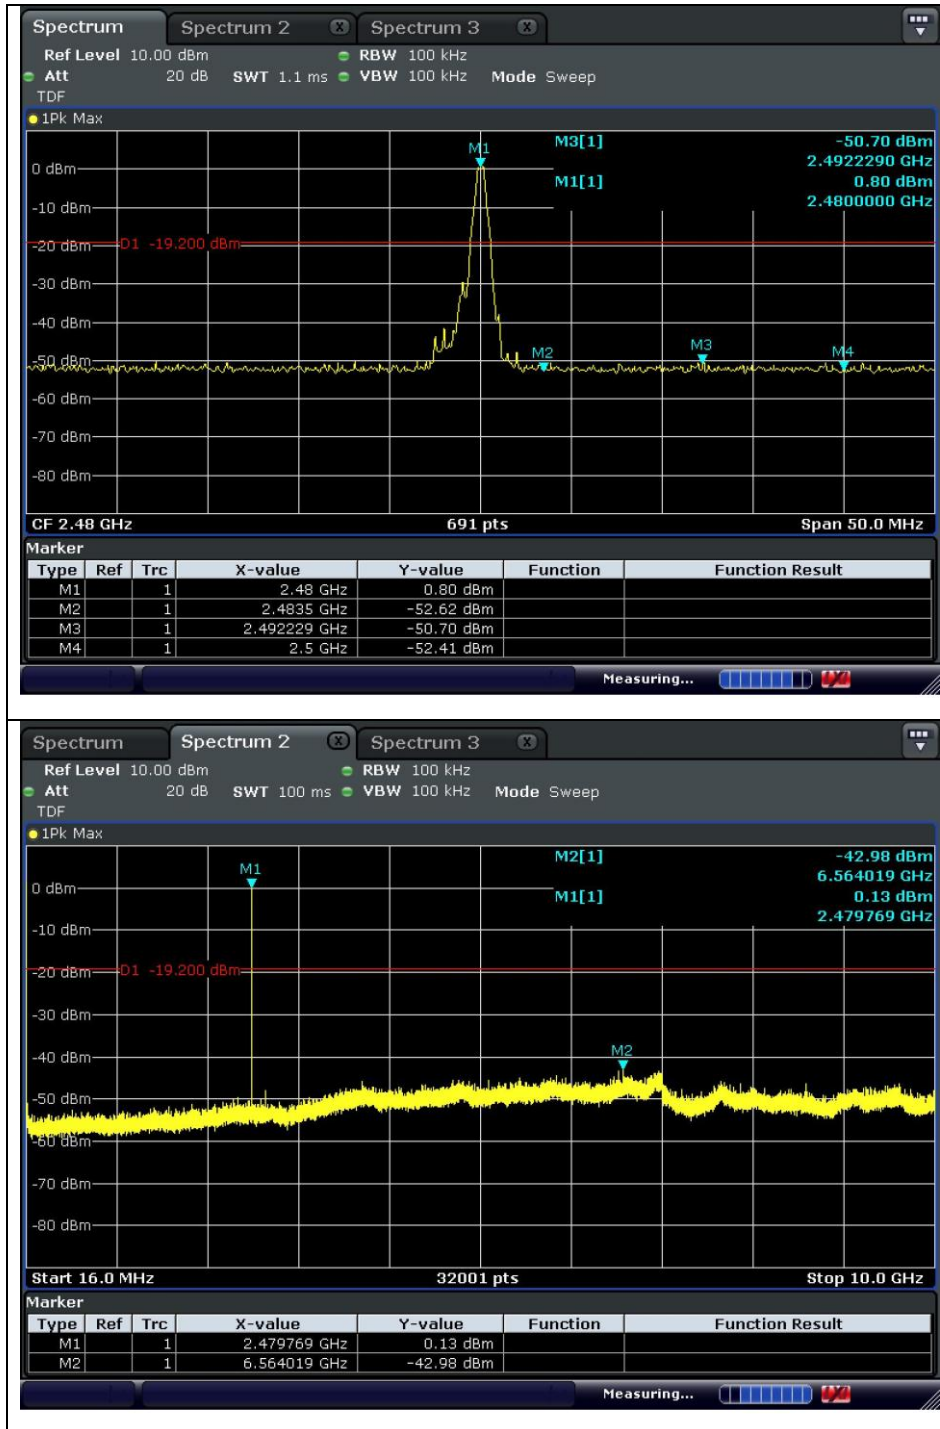 Spectrum Spectrum 2 X Spectrum 3 X
Ref Level 10.00 dBm RBW 100 kHz
Att 20 dB SWT 1.1 ms VBW 100 kHz Mode Sweep
TDF
1Pk Max
M3[1] -50.70 dBm
2.4922290 GHz
M1[1] 0.80 dBm
2.4800000 GHz
M1
0 dBm
-10 dBm
-20 dBm D1 -19.200 dBm
-30 dBm
-40 dBm
-50 dBm M2 M3 M4
-60 dBm
-70 dBm
-80 dBm
CF 2.48 GHz 691 pts Span 50.0 MHz
Marker
Type Ref Trc X-value Y-value Function Function Result
M1 1 2.48 GHz 0.80 dBm
M2 1 2.4835 GHz -52.62 dBm
M3 1 2.492229 GHz -50.70 dBm
M4 1 2.5 GHz -52.41 dBm
Measuring...
Spectrum Spectrum 2 X Spectrum 3 X
Ref Level 10.00 dBm RBW 100 kHz
Att 20 dB SWT 100 ms VBW 100 kHz Mode Sweep
TDF
1Pk Max
M2[1] -42.98 dBm
6.564019 GHz
M1[1] 0.13 dBm
2.479769 GHz
M1
0 dBm
-10 dBm
-20 dBm D1 -19.200 dBm
-30 dBm
-40 dBm M2
-50 dBm
-60 dBm
-70 dBm
-80 dBm
Start 16.0 MHz 32001 pts Stop 10.0 GHz
Marker
Type Ref Trc X-value Y-value Function Function Result
M1 1 2.479769 GHz 0.13 dBm
M2 1 6.564019 GHz -42.98 dBm
Measuring...